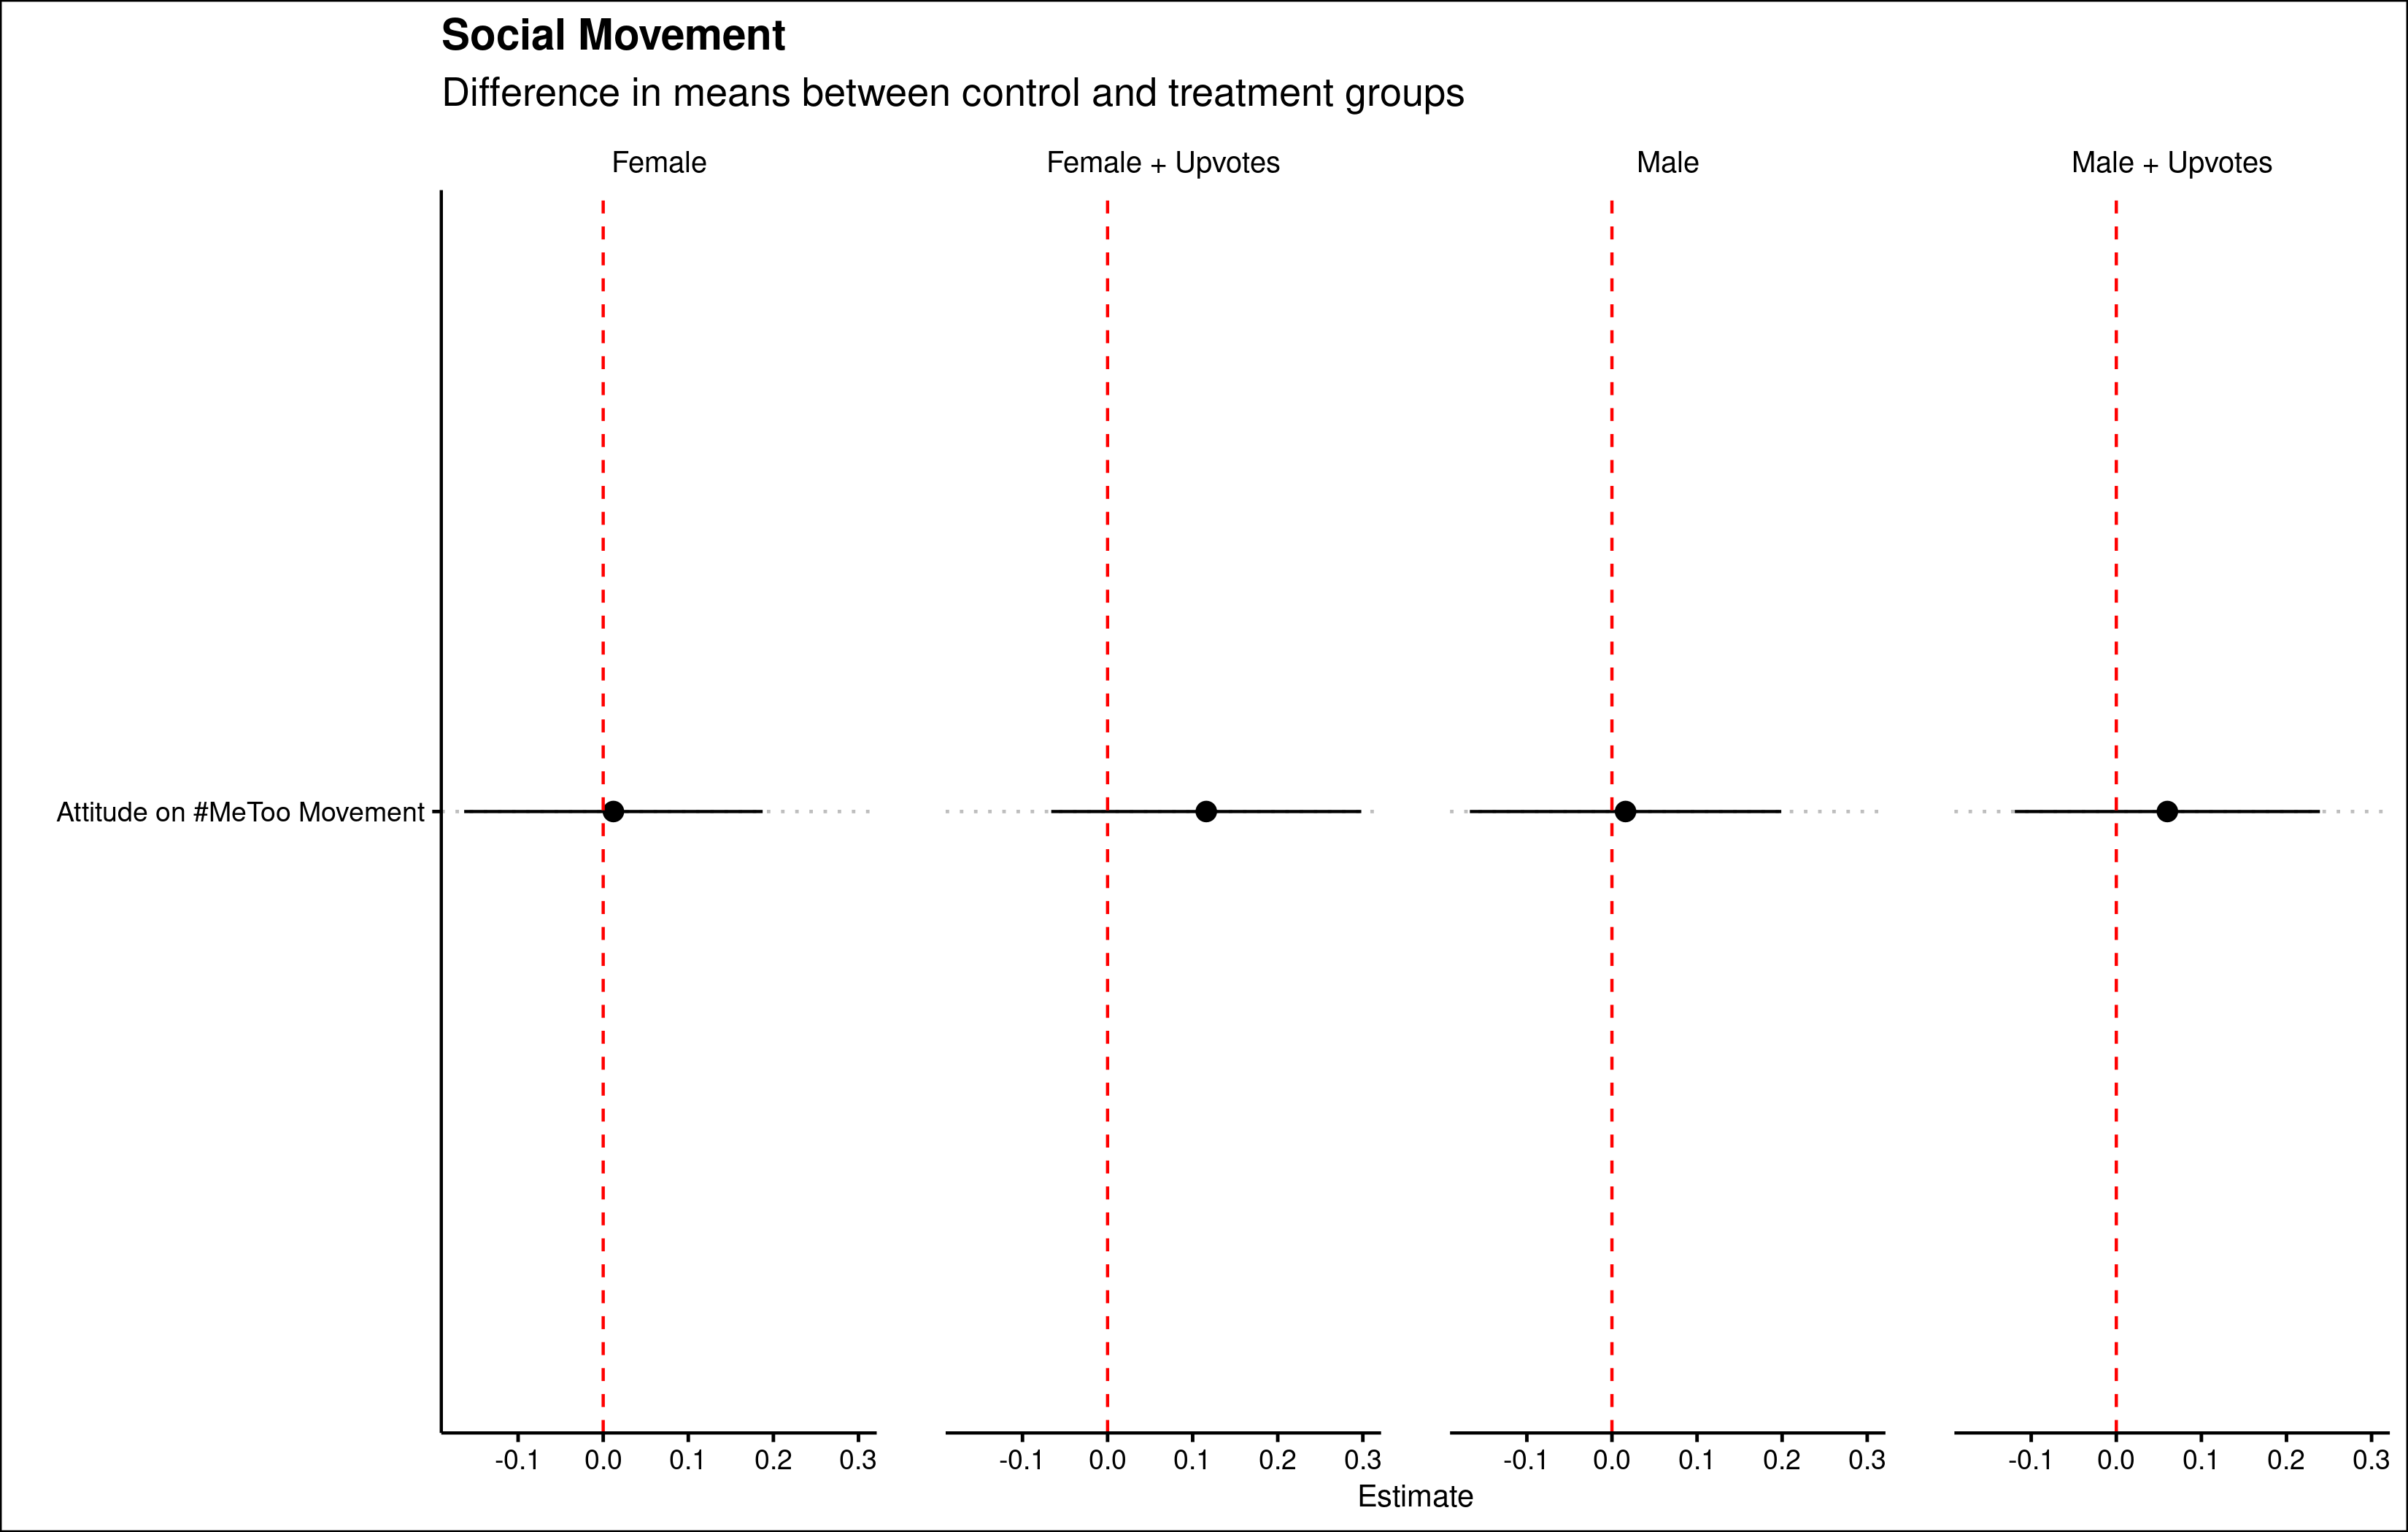 Social Movement
Difference in means between control and treatment groups
Female
Female + Upvotes
Male
Male + Upvotes
Attitude on #MeToo Movement
-0.1 0.0 0.1 0.2 0.3
-0.1 0.0 0.1 0.2 0.3
-0.1 0.0 0.1 0.2 0.3
-0.1 0.0 0.1 0.2 0.3
Estimate